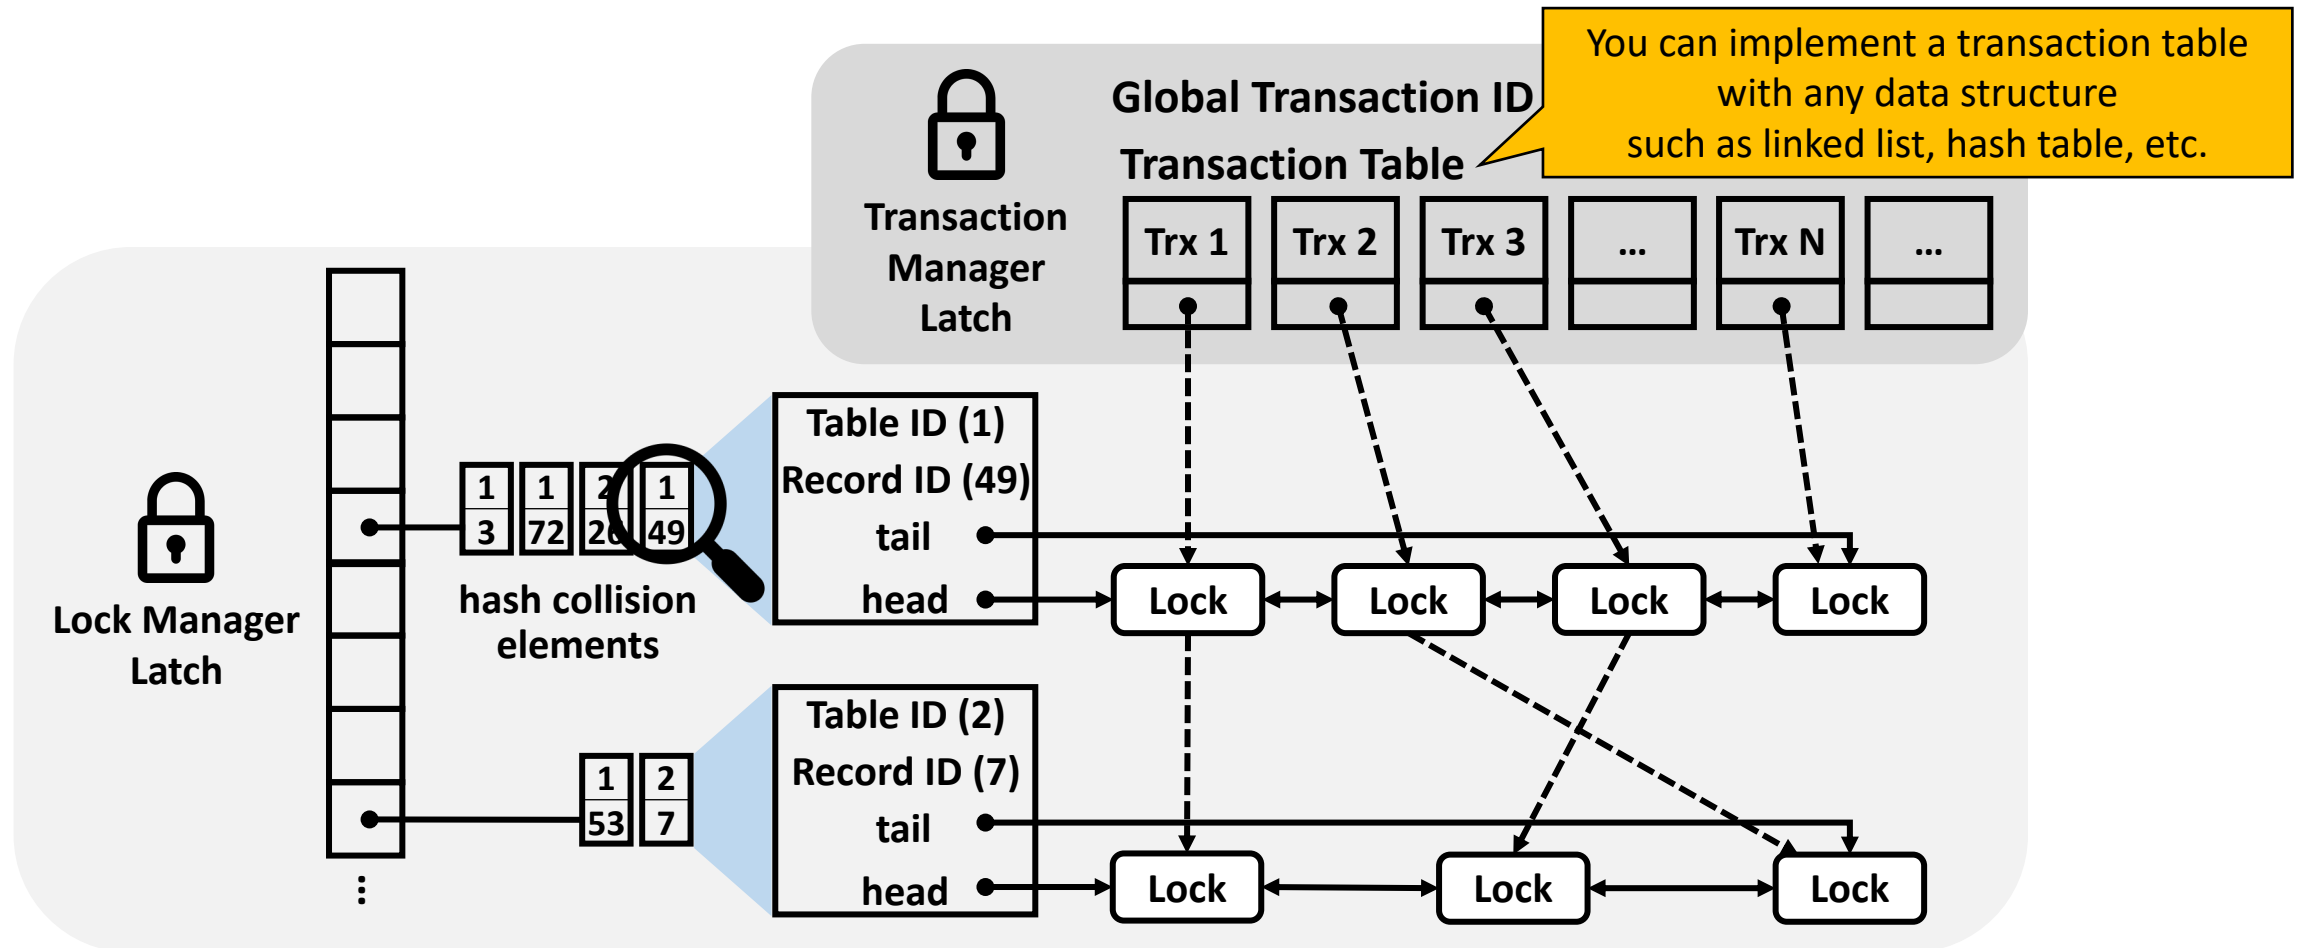 You can implement a transaction table
with any data structure
such as linked list, hash table, etc.
Global Transaction ID
Transaction Table
Transaction
Manager
Latch
Trx 1
Trx 2
Trx 3
...
Trx N
...
Lock Manager
Latch
1
3
1
72
2
26
1
49
hash collision
elements
Table ID (1)
Record ID (49)
tail
head
Lock
Lock
Lock
Lock
1
53
2
7
Table ID (2)
Record ID (7)
tail
head
Lock
Lock
Lock
...